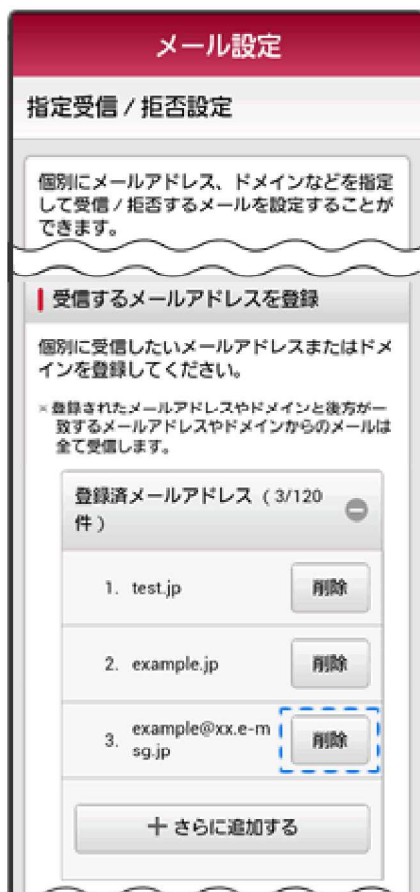 メール設定
指定受信 / 拒否設定
個別にメールアドレス、ドメインなどを指定
して受信 / 拒否するメールを設定することが
できます。
受信するメールアドレスを登録
個別に受信したいメールアドレスまたはドメ
インを登録してください。
※登録されたメールアドレスやドメインと後方が一
致するメールアドレスやドメインからのメールは
全て受信します。
登録済メールアドレス ( 3/120
件 )
1. test.jp 削除
2. example.jp 削除
3. example@xx.e-m
sg.jp 削除
＋ さらに追加する